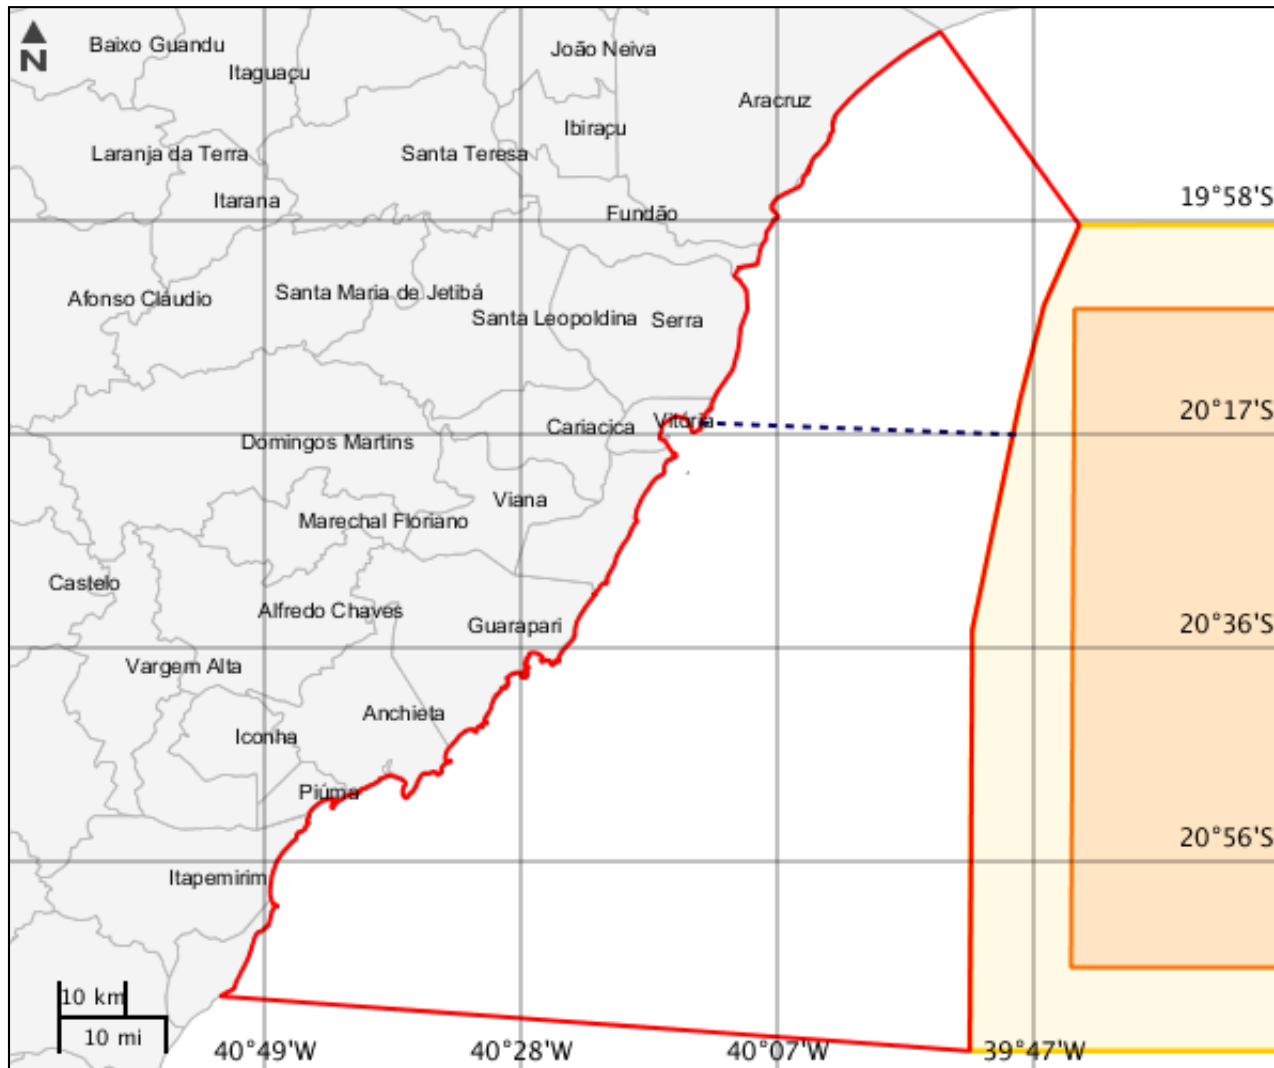 N
Baixo Guandu
João Neiva
Itaguaçu
Aracruz
Ibiraçu
Laranja da Terra
Santa Teresa
Itarana
19°58'S
Fundão
Afonso Cláudio
Santa Maria de Jetibá
Santa Leopoldina
Serra
20°17'S
Vitória
Cariacica
Domingos Martins
Viana
Marechal Floriano
Castelo
Alfredo Chaves
Guarapari
20°36'S
Vargem Alta
Anchieta
Iconha
Piúma
20°56'S
Itapemirim
10 km
10 mi
40°49'W
40°28'W
40°07'W
39°47'W